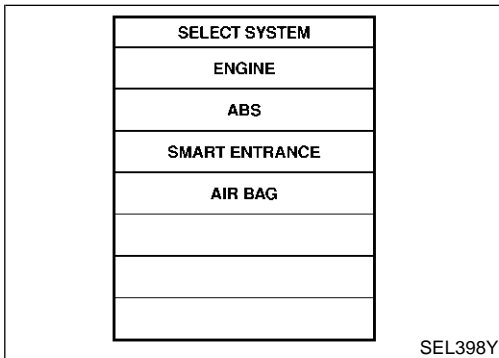 SELECT SYSTEM
ENGINE
ABS
SMART ENTRANCE
AIR BAG
SEL398Y